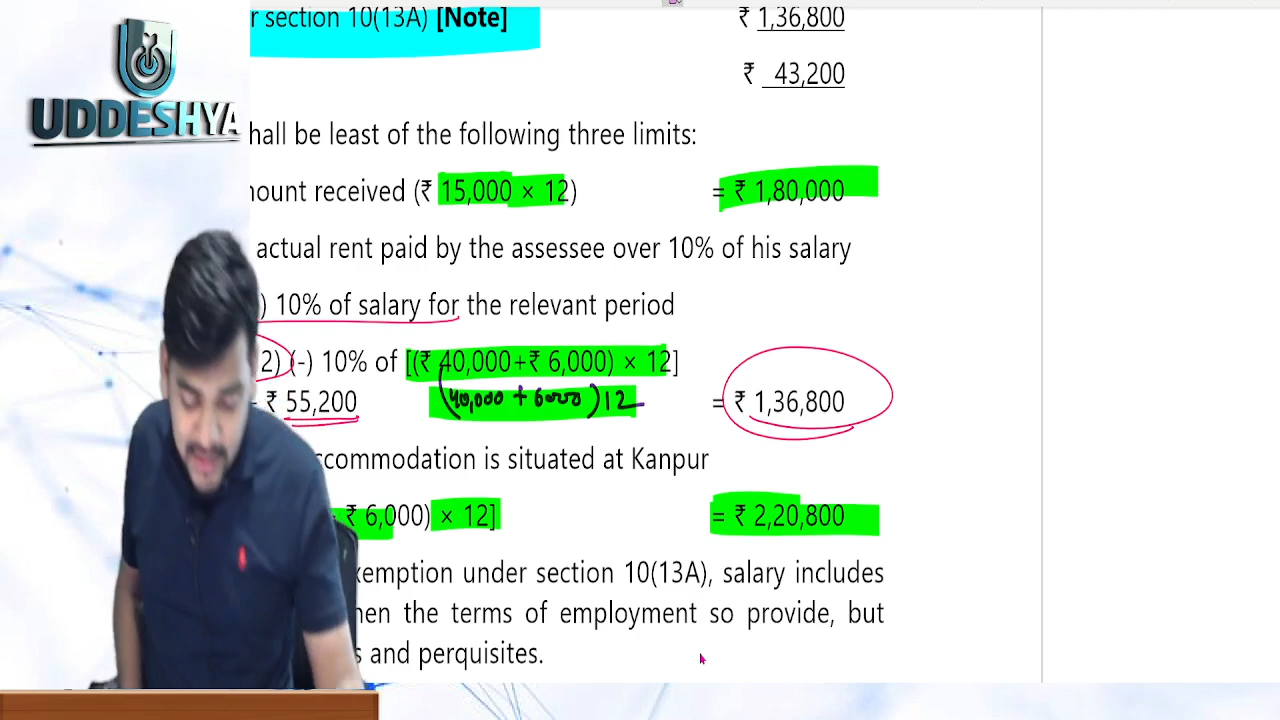 r section 10(13A) [Note] ₹ 1,36,800
₹ 43,200
UDDESHYA
hall be least of the following three limits:
mount received (₹ 15,000 × 12) = ₹ 1,80,000
actual rent paid by the assessee over 10% of his salary
) 10% of salary for the relevant period
2) (-) 10% of [(₹ 40,000+₹ 6,000) × 12]
₹ 55,200 (40,000 + 6000) 12 = ₹ 1,36,800
ccommodation is situated at Kanpur
₹ 6,000) × 12] = ₹ 2,20,800
xemption under section 10(13A), salary includes
hen the terms of employment so provide, but
s and perquisites.